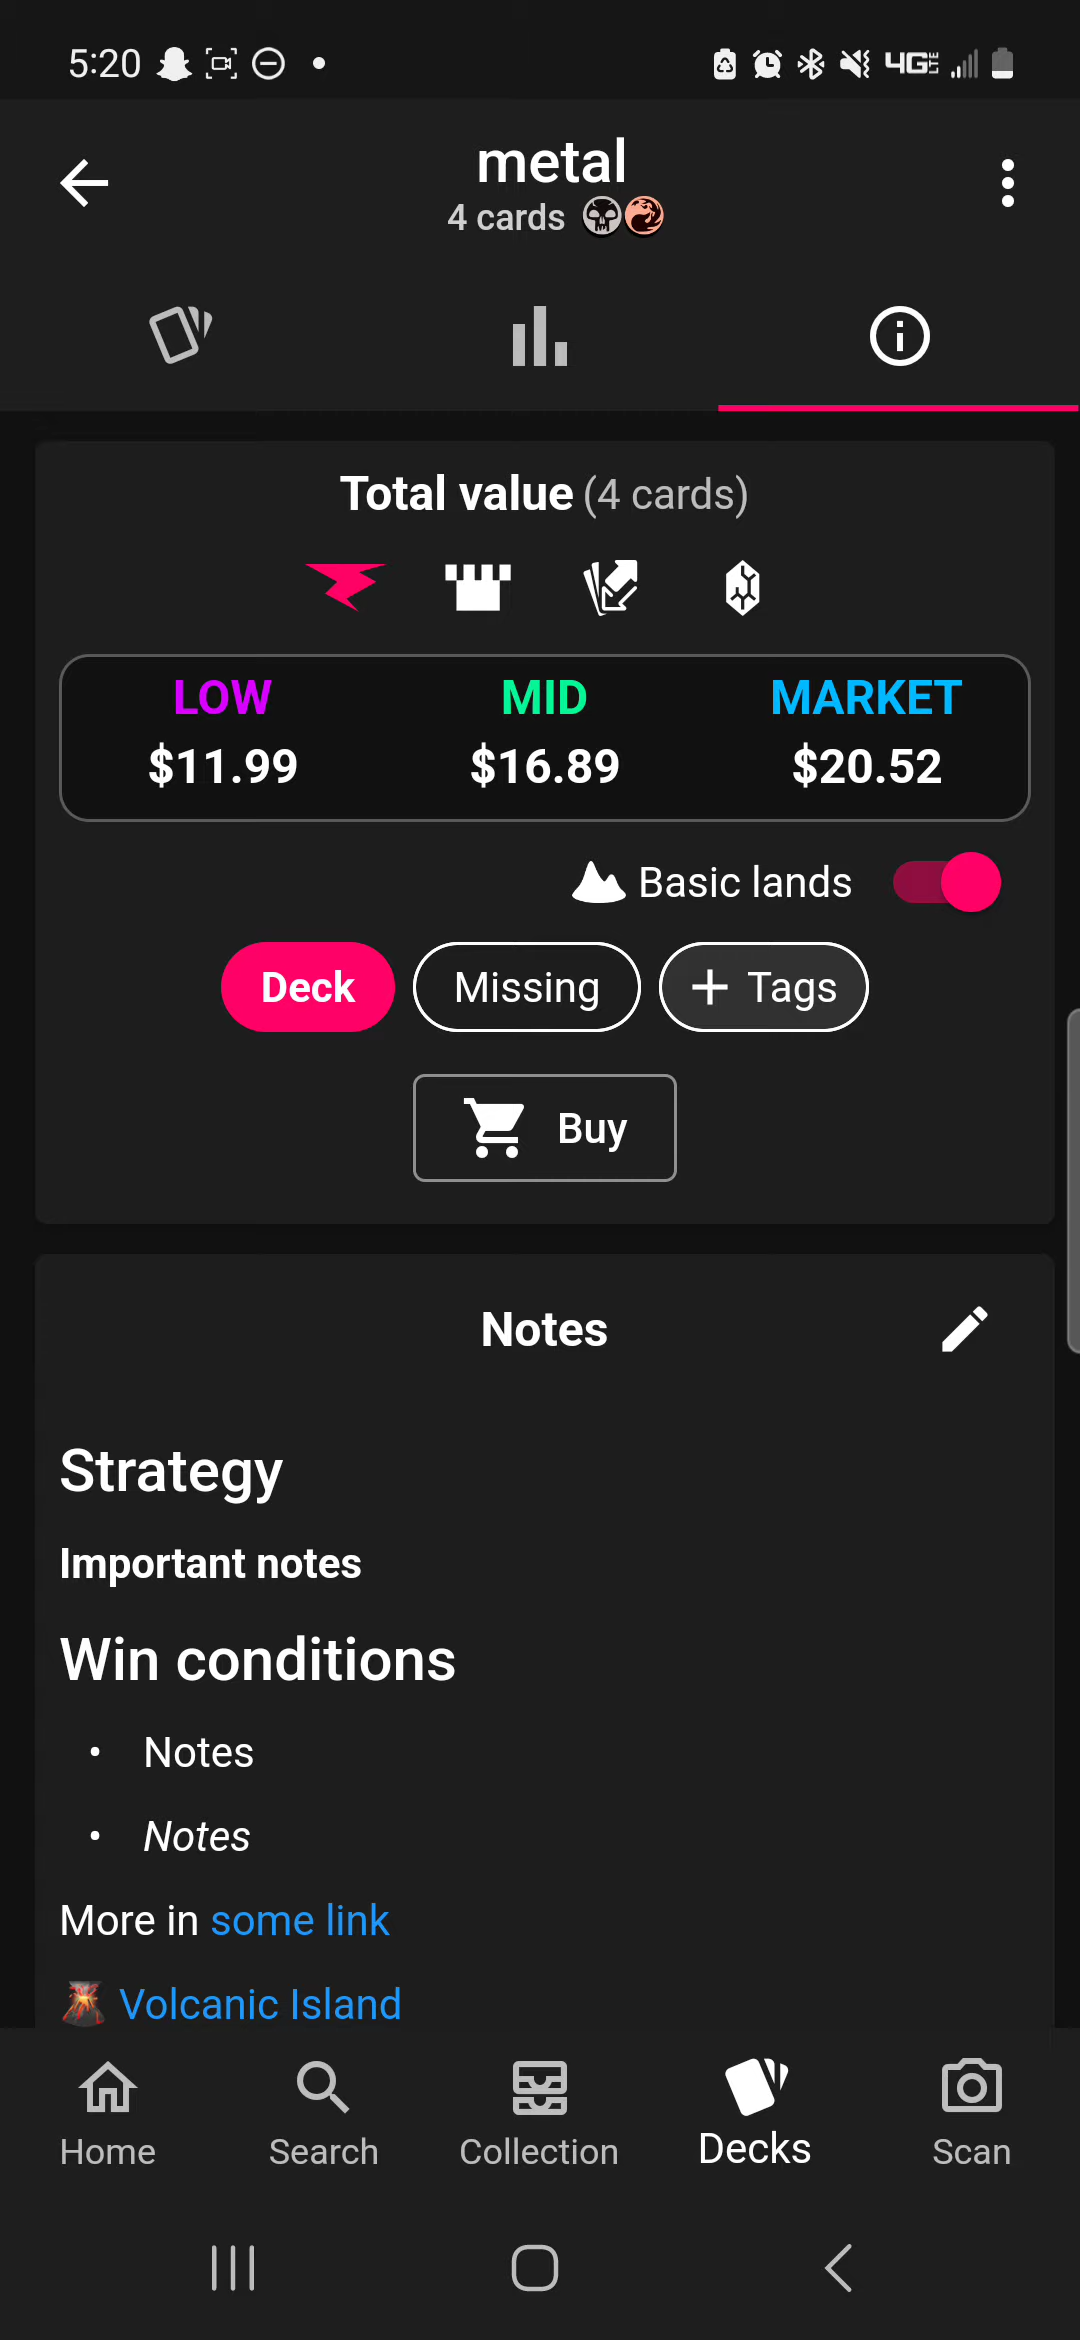 5:20
4G LTE
metal
4 cards
Total value (4 cards)
LOW MID MARKET
$11.99 $16.89 $20.52
Basic lands
Deck Missing + Tags
Buy
Notes
Strategy
Important notes
Win conditions
• Notes
• Notes
More in some link
🌋 Volcanic Island
Home Search Collection Decks Scan